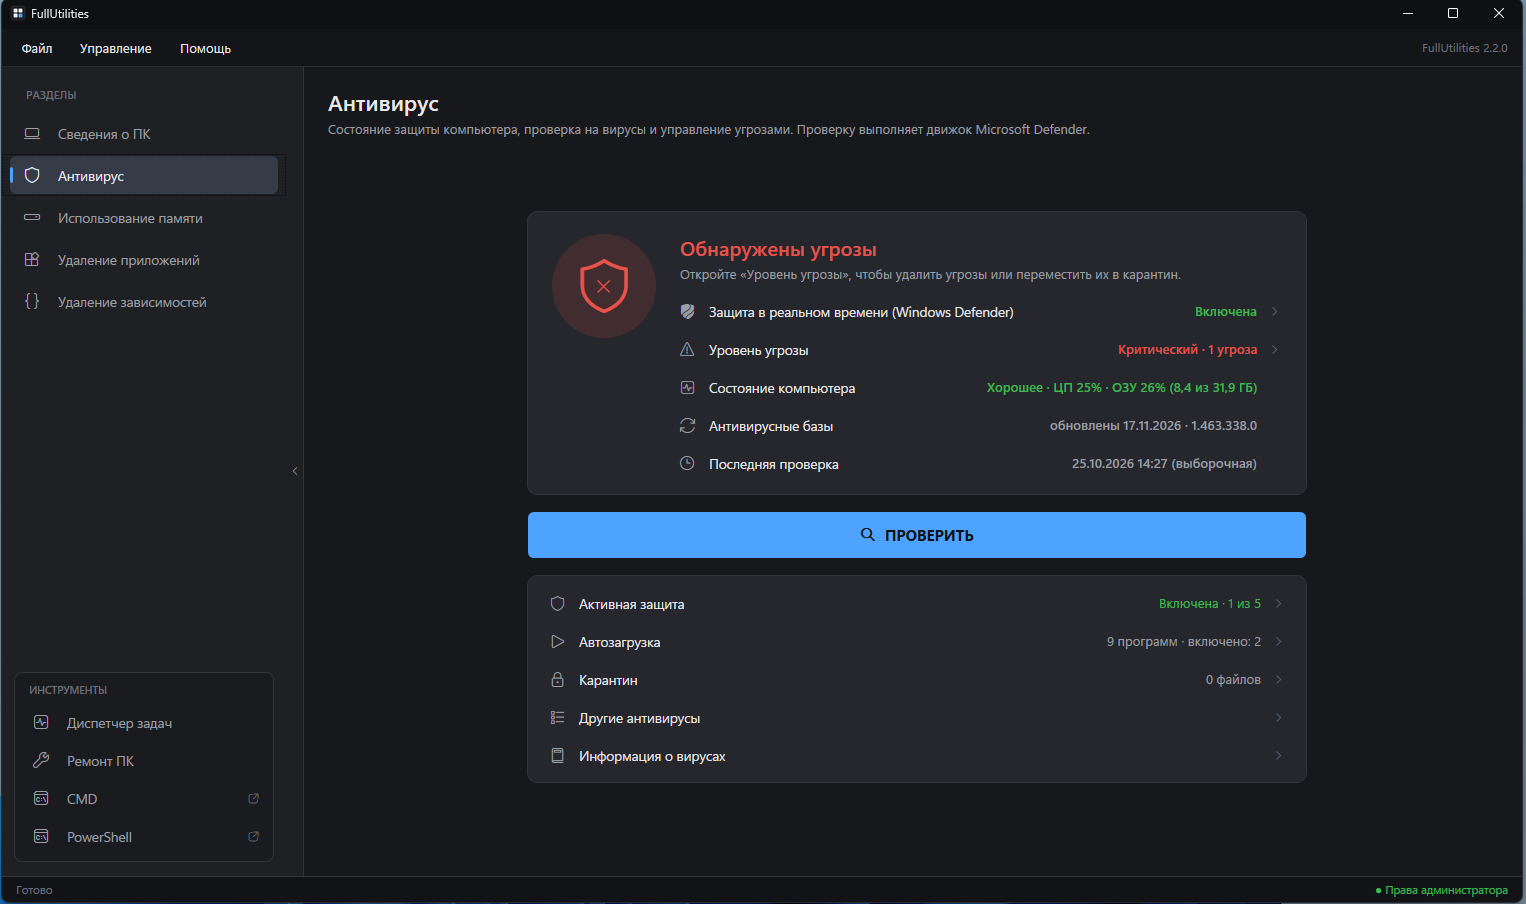 FullUtilities
Файл Управление Помощь FullUtilities 2.2.0
РАЗДЕЛЫ
Сведения о ПК
Антивирус
Использование памяти
Удаление приложений
Удаление зависимостей
ИНСТРУМЕНТЫ
Диспетчер задач
Ремонт ПК
CMD
PowerShell
Антивирус
Состояние защиты компьютера, проверка на вирусы и управление угрозами. Проверку выполняет движок Microsoft Defender.
Обнаружены угрозы
Откройте «Уровень угрозы», чтобы удалить угрозы или переместить их в карантин.
Защита в реальном времени (Windows Defender) Включена
Уровень угрозы Критический · 1 угроза
Состояние компьютера Хорошее · ЦП 25% · ОЗУ 26% (8,4 из 31,9 ГБ)
Антивирусные базы обновлены 17.11.2026 · 1.463.338.0
Последняя проверка 25.10.2026 14:27 (выборочная)
ПРОВЕРИТЬ
Активная защита Включена · 1 из 5
Автозагрузка 9 программ · включено: 2
Карантин 0 файлов
Другие антивирусы
Информация о вирусах
Готово Права администратора